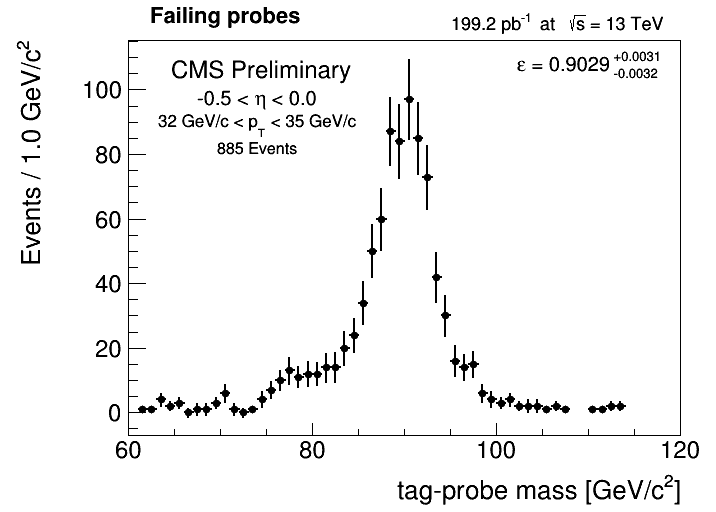 Failing probes
199.2 pb⁻¹ at √s = 13 TeV
CMS Preliminary
-0.5 < η < 0.0
32 GeV/c < p_T < 35 GeV/c
885 Events
ε = 0.9029 +0.0031 -0.0032
Events / 1.0 GeV/c²
100
80
60
40
20
0
60 80 100 120
tag-probe mass [GeV/c²]